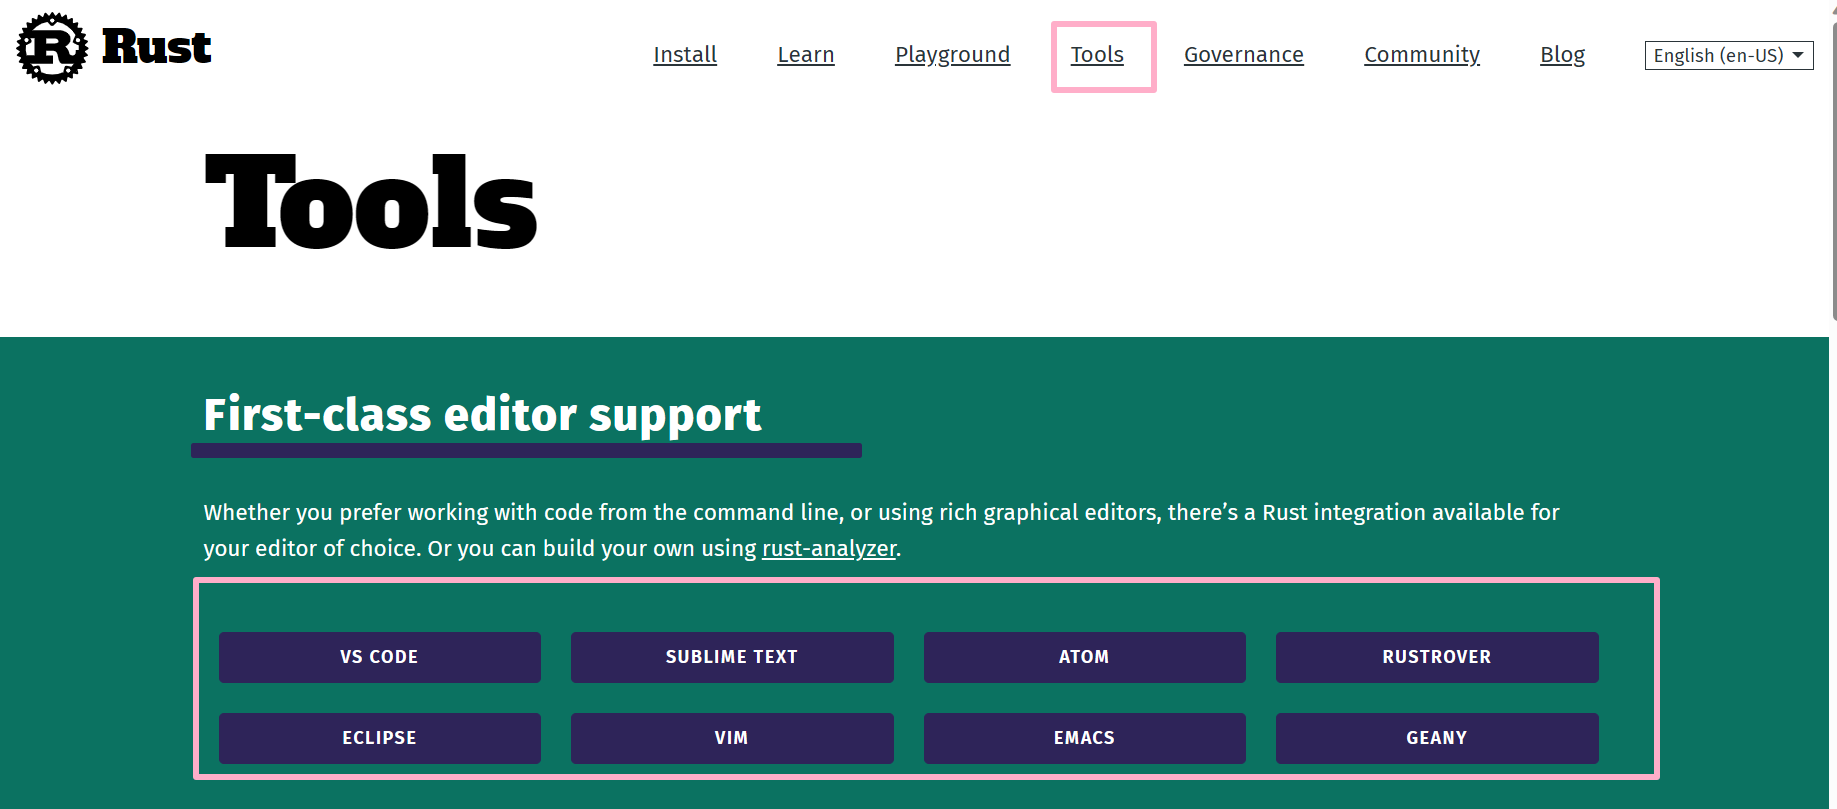 R Rust
Install Learn Playground Tools Governance Community Blog English (en-US)
Tools
First-class editor support
Whether you prefer working with code from the command line, or using rich graphical editors, there’s a Rust integration available for
your editor of choice. Or you can build your own using rust-analyzer.
VS CODE SUBLIME TEXT ATOM RUSTROVER
ECLIPSE VIM EMACS GEANY